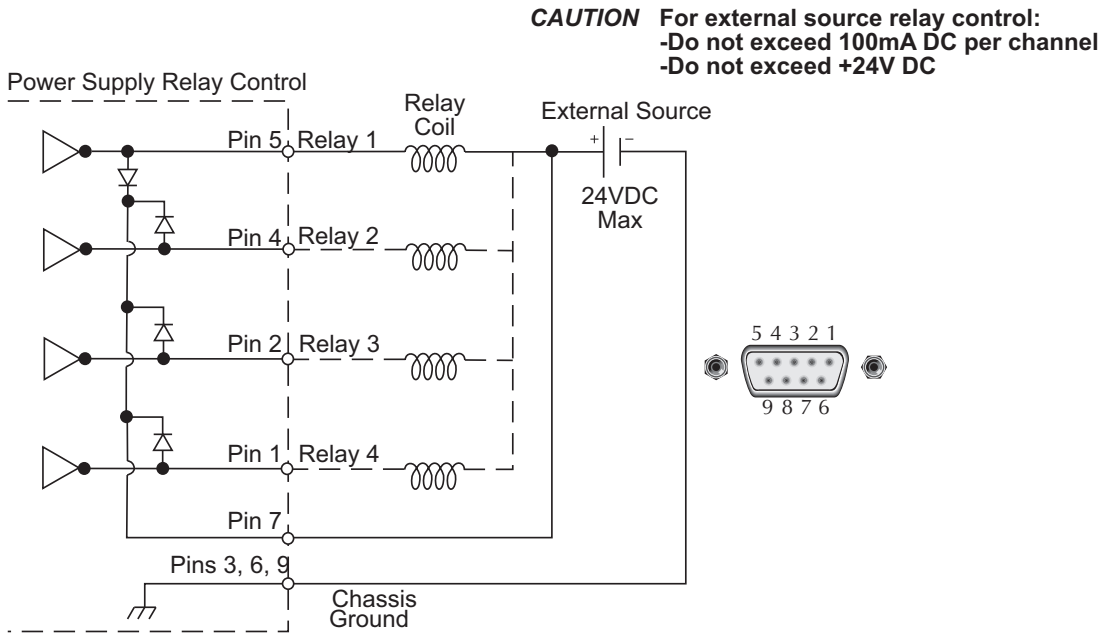 CAUTION For external source relay control:
-Do not exceed 100mA DC per channel
-Do not exceed +24V DC
Power Supply Relay Control
Relay
Coil
External Source
+ –
24VDC
Max
Pin 5 Relay 1
Pin 4 Relay 2
Pin 2 Relay 3
Pin 1 Relay 4
Pin 7
Pins 3, 6, 9
Chassis
Ground
5 4 3 2 1
9 8 7 6